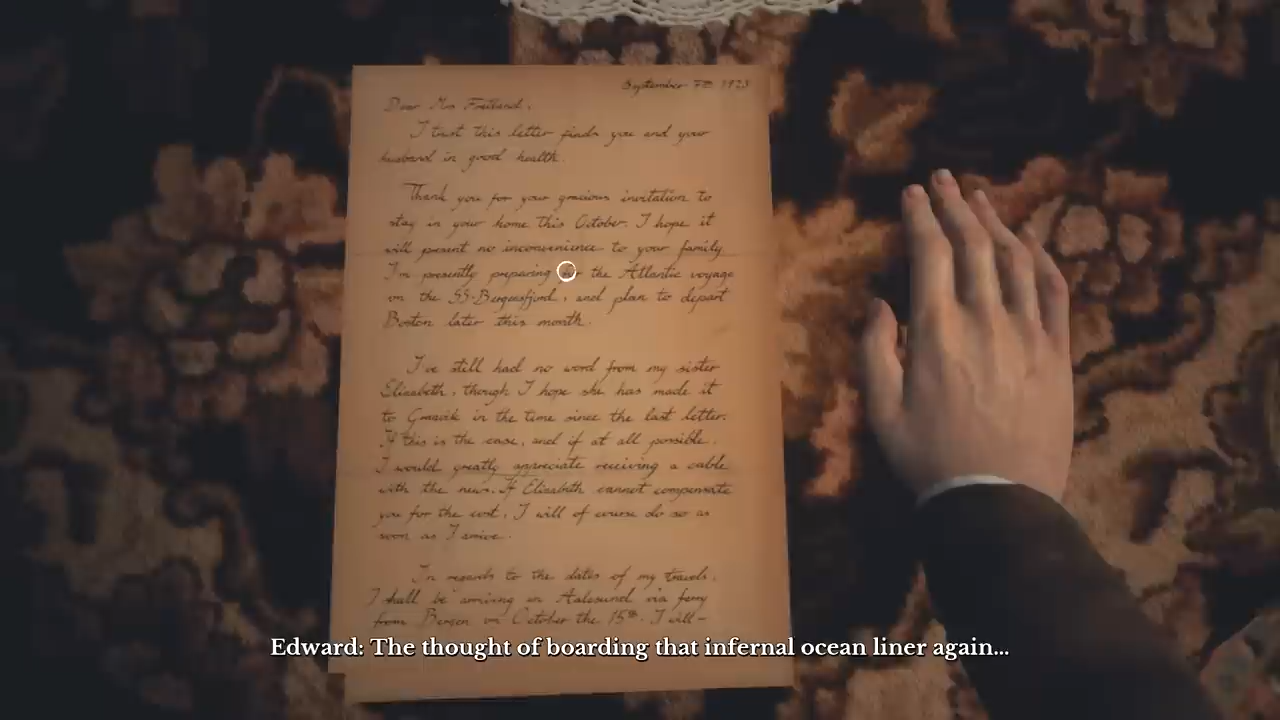 September 7th 1923
Dear Mrs Fretland,
I trust this letter finds you and your
husband in good health.
Thank you for your gracious invitation to
stay in your home this October. I hope it
will present no inconvenience to your family.
I'm presently preparing for the Atlantic voyage
on the SS-Bergensfjord, and plan to depart
Boston later this month.
I've still had no word from my sister
Elizabeth, though I hope she has made it
to Gmavik in the time since the last letter.
If this is the case, and if at all possible,
I would greatly appreciate receiving a cable
with the news. If Elizabeth cannot compensate
you for the cost, I will of course do so as
soon as I arrive.
In regards to the dates of my travels,
I shall be arriving in Aalesund via ferry
from Bergen on October the 15th. I will-
Edward: The thought of boarding that infernal ocean liner again...